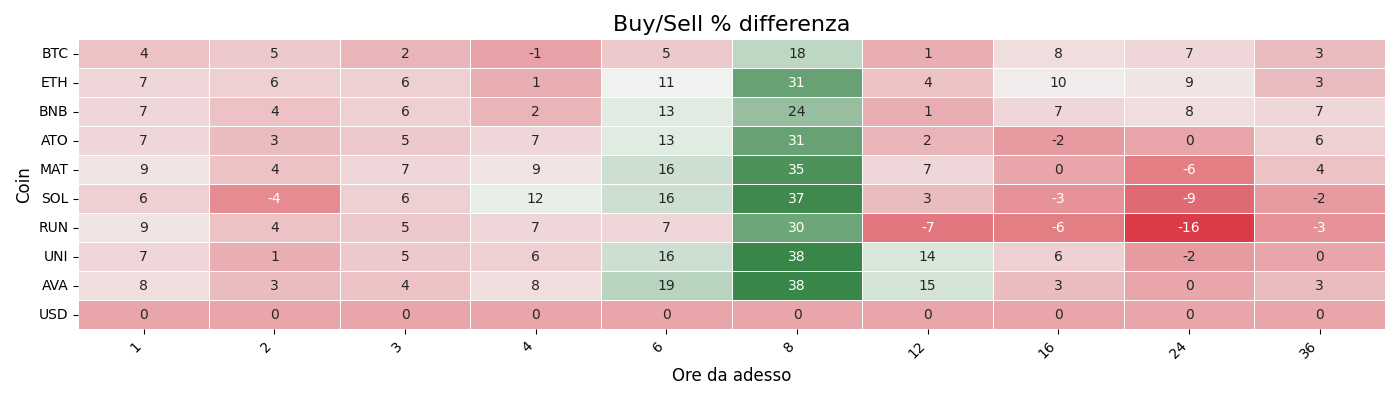 Buy/Sell % differenza
Coin
BTC 4 5 2 -1 5 18 1 8 7 3
ETH 7 6 6 1 11 31 4 10 9 3
BNB 7 4 6 2 13 24 1 7 8 7
ATO 7 3 5 7 13 31 2 -2 0 6
MAT 9 4 7 9 16 35 7 0 -6 4
SOL 6 -4 6 12 16 37 3 -3 -9 -2
RUN 9 4 5 7 7 30 -7 -6 -16 -3
UNI 7 1 5 6 16 38 14 6 -2 0
AVA 8 3 4 8 19 38 15 3 0 3
USD 0 0 0 0 0 0 0 0 0 0
1 2 3 4 6 8 12 16 24 36
Ore da adesso